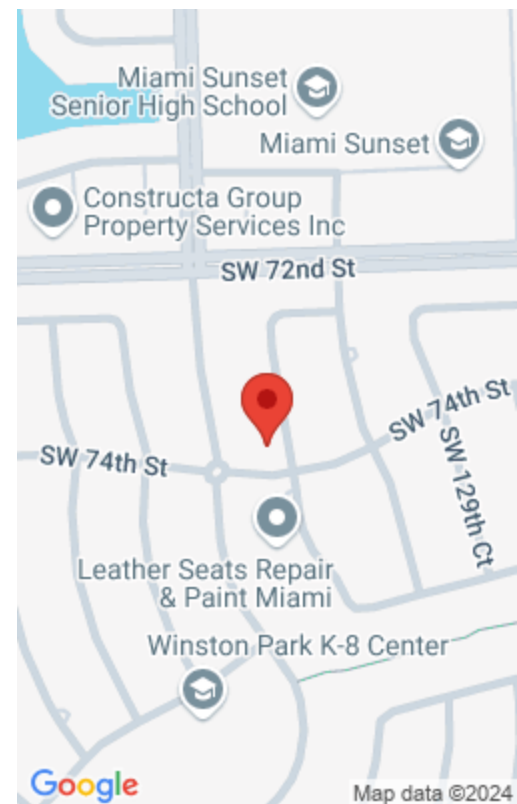 Miami Sunset
Senior High School
Miami Sunset
Constructa Group
Property Services Inc
SW 72nd St
SW 74th St
SW 74th St
SW 129th Ct
Leather Seats Repair
& Paint Miami
Winston Park K-8 Center
Google
Map data ©2024